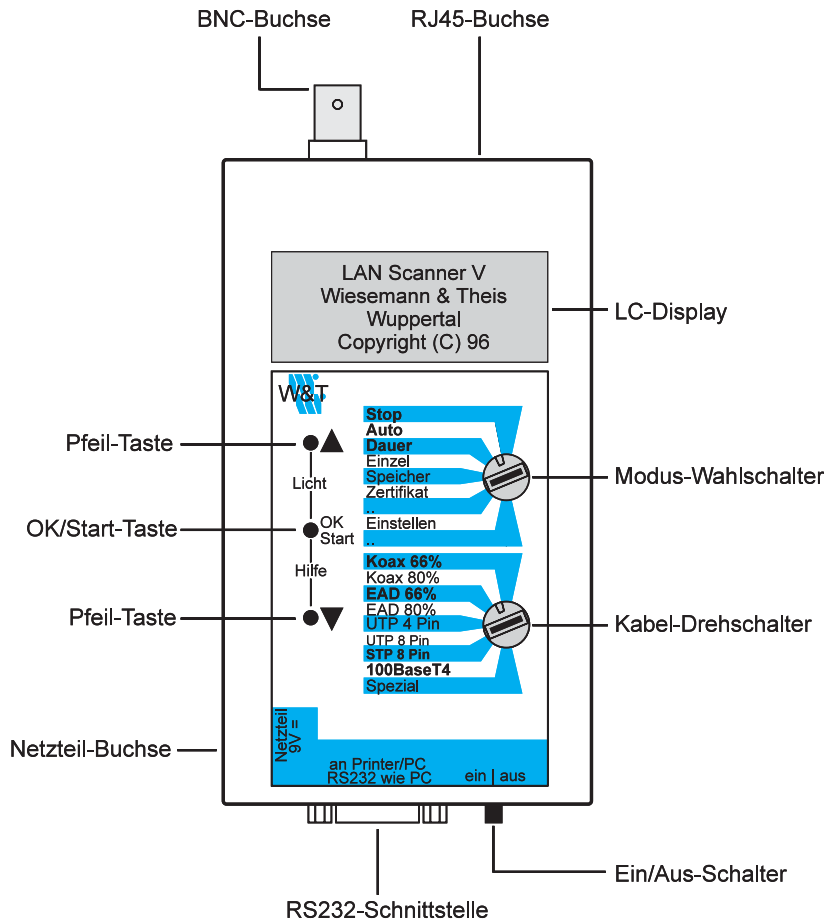 BNC-Buchse
RJ45-Buchse
LAN Scanner V
Wiesemann & Theis
Wuppertal
Copyright (C) 96
LC-Display
W&T
Pfeil-Taste
Licht
OK/Start-Taste
OK
Start
Hilfe
Pfeil-Taste
Stop
Auto
Dauer
Einzel
Speicher
Zertifikat
..
Einstellen
..
Modus-Wahlschalter
Koax 66%
Koax 80%
EAD 66%
EAD 80%
UTP 4 Pin
UTP 8 Pin
STP 8 Pin
100BaseT4
Spezial
Kabel-Drehschalter
Netzteil-Buchse
Netzteil
9V =
an Printer/PC
RS232 wie PC
ein | aus
Ein/Aus-Schalter
RS232-Schnittstelle